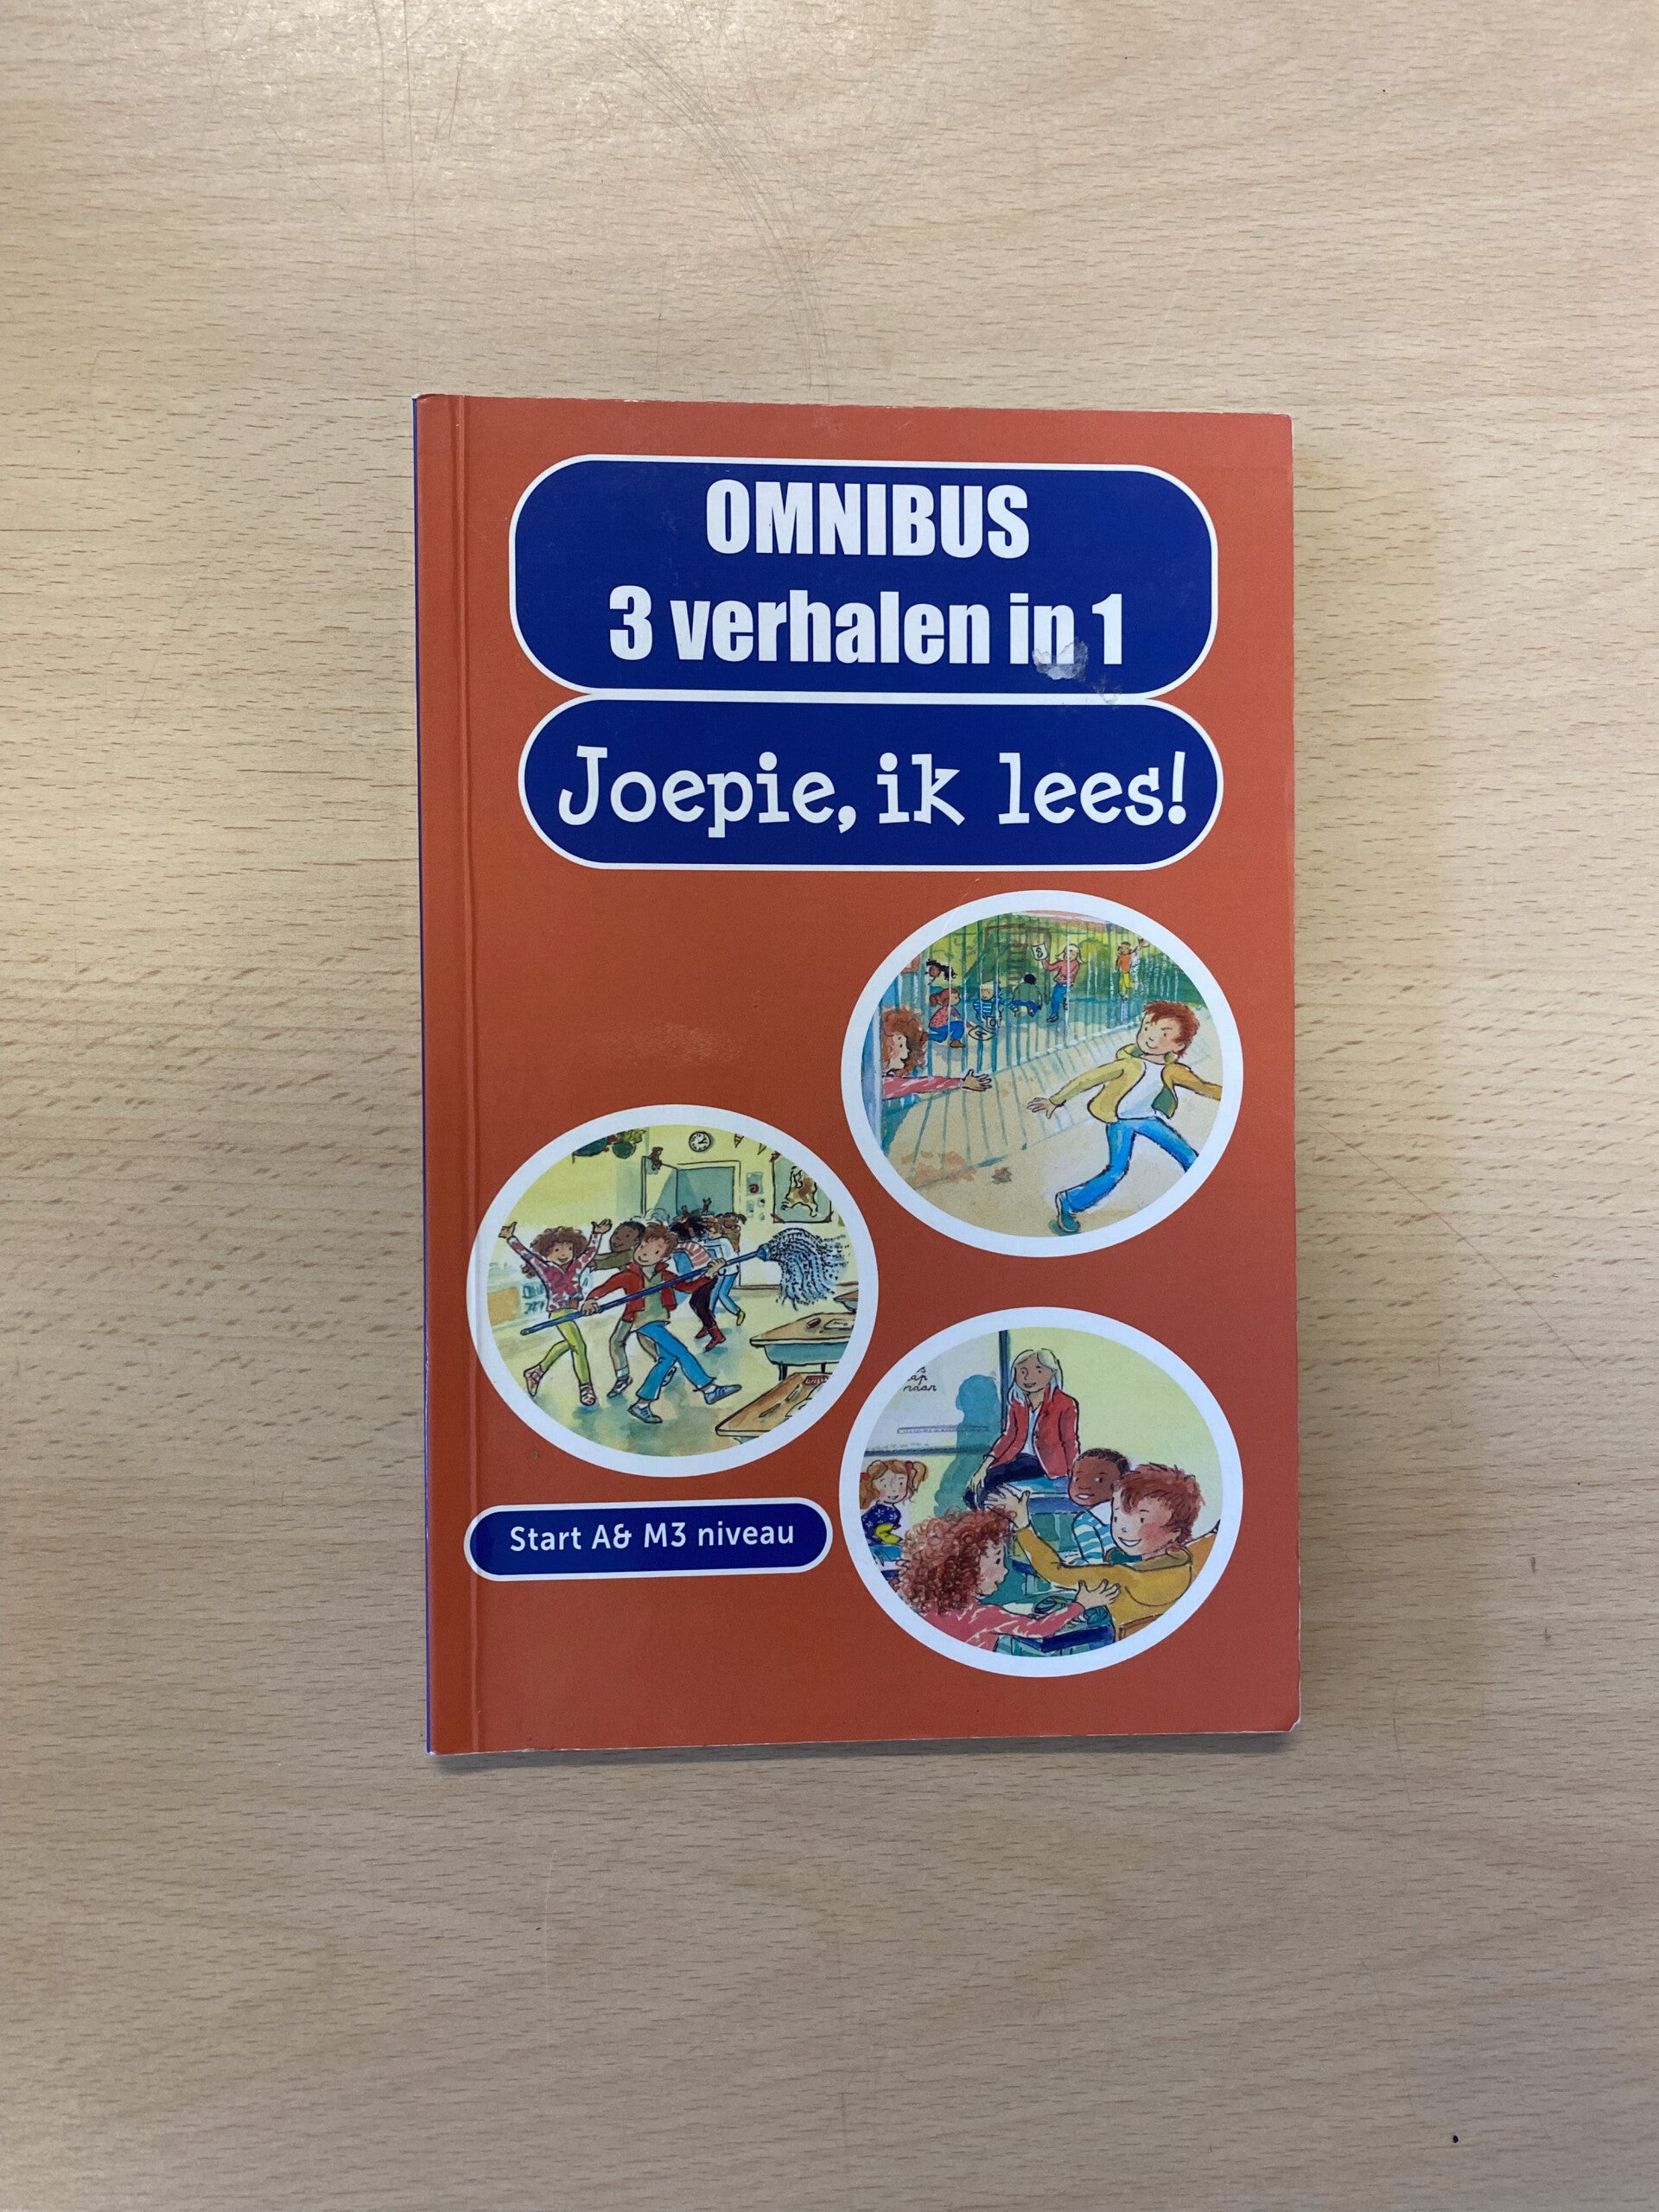 OMNIBUS
3 verhalen in 1
Joepie, ik lees!
Start A& M3 niveau